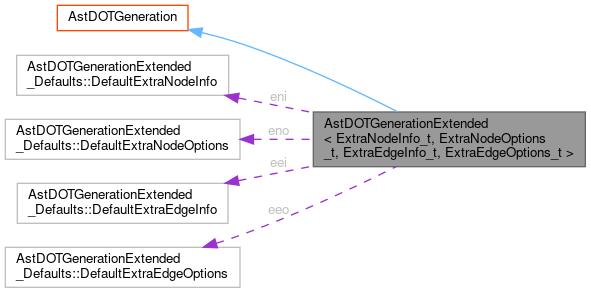 AstDOTGeneration
AstDOTGenerationExtended
_Defaults::DefaultExtraNodeInfo
eni
AstDOTGenerationExtended
_Defaults::DefaultExtraNodeOptions
eno
AstDOTGenerationExtended
< ExtraNodeInfo_t, ExtraNodeOptions
_t, ExtraEdgeInfo_t, ExtraEdgeOptions_t >
eei
AstDOTGenerationExtended
_Defaults::DefaultExtraEdgeInfo
eeo
AstDOTGenerationExtended
_Defaults::DefaultExtraEdgeOptions